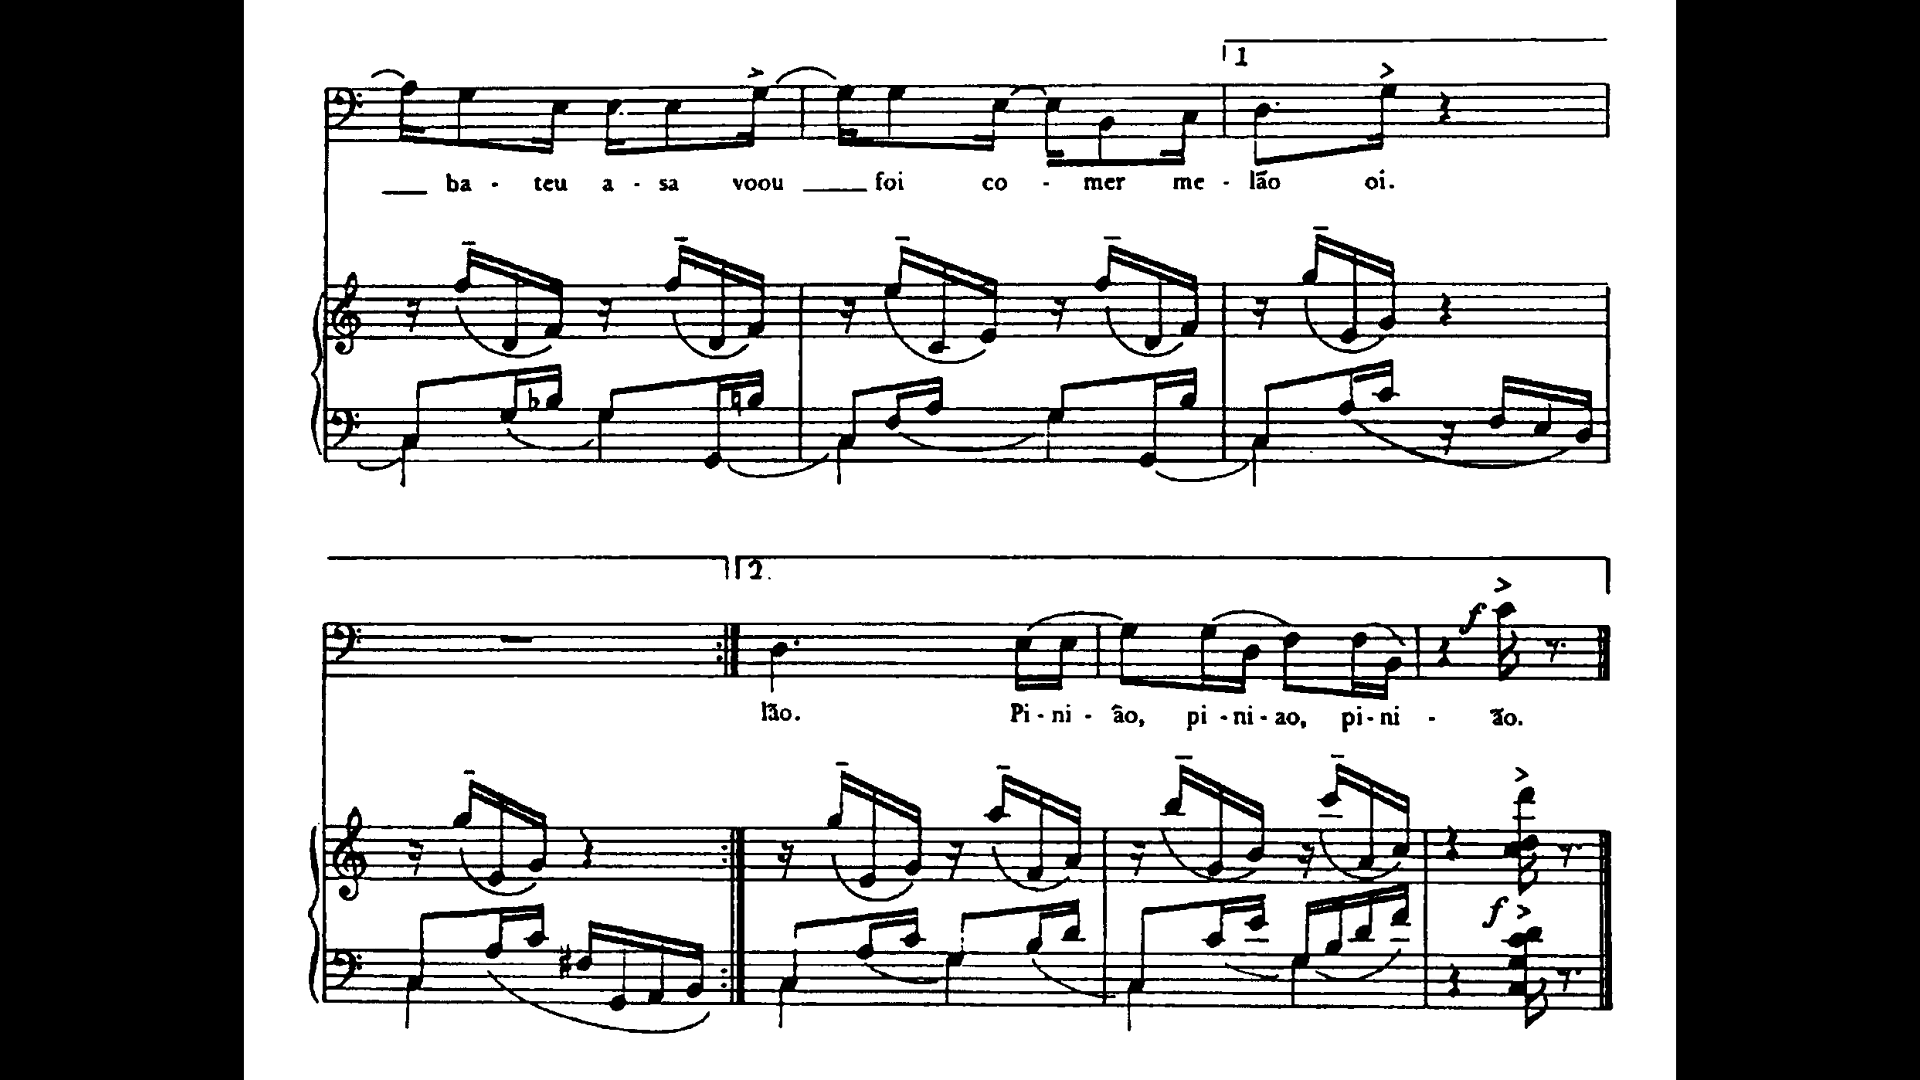 1
ba - teu a - sa voou foi co - mer me - lão oi.
2.
f
lão. Pi - ni - ão, pi - ni - ao, pi - ni - ão.
f